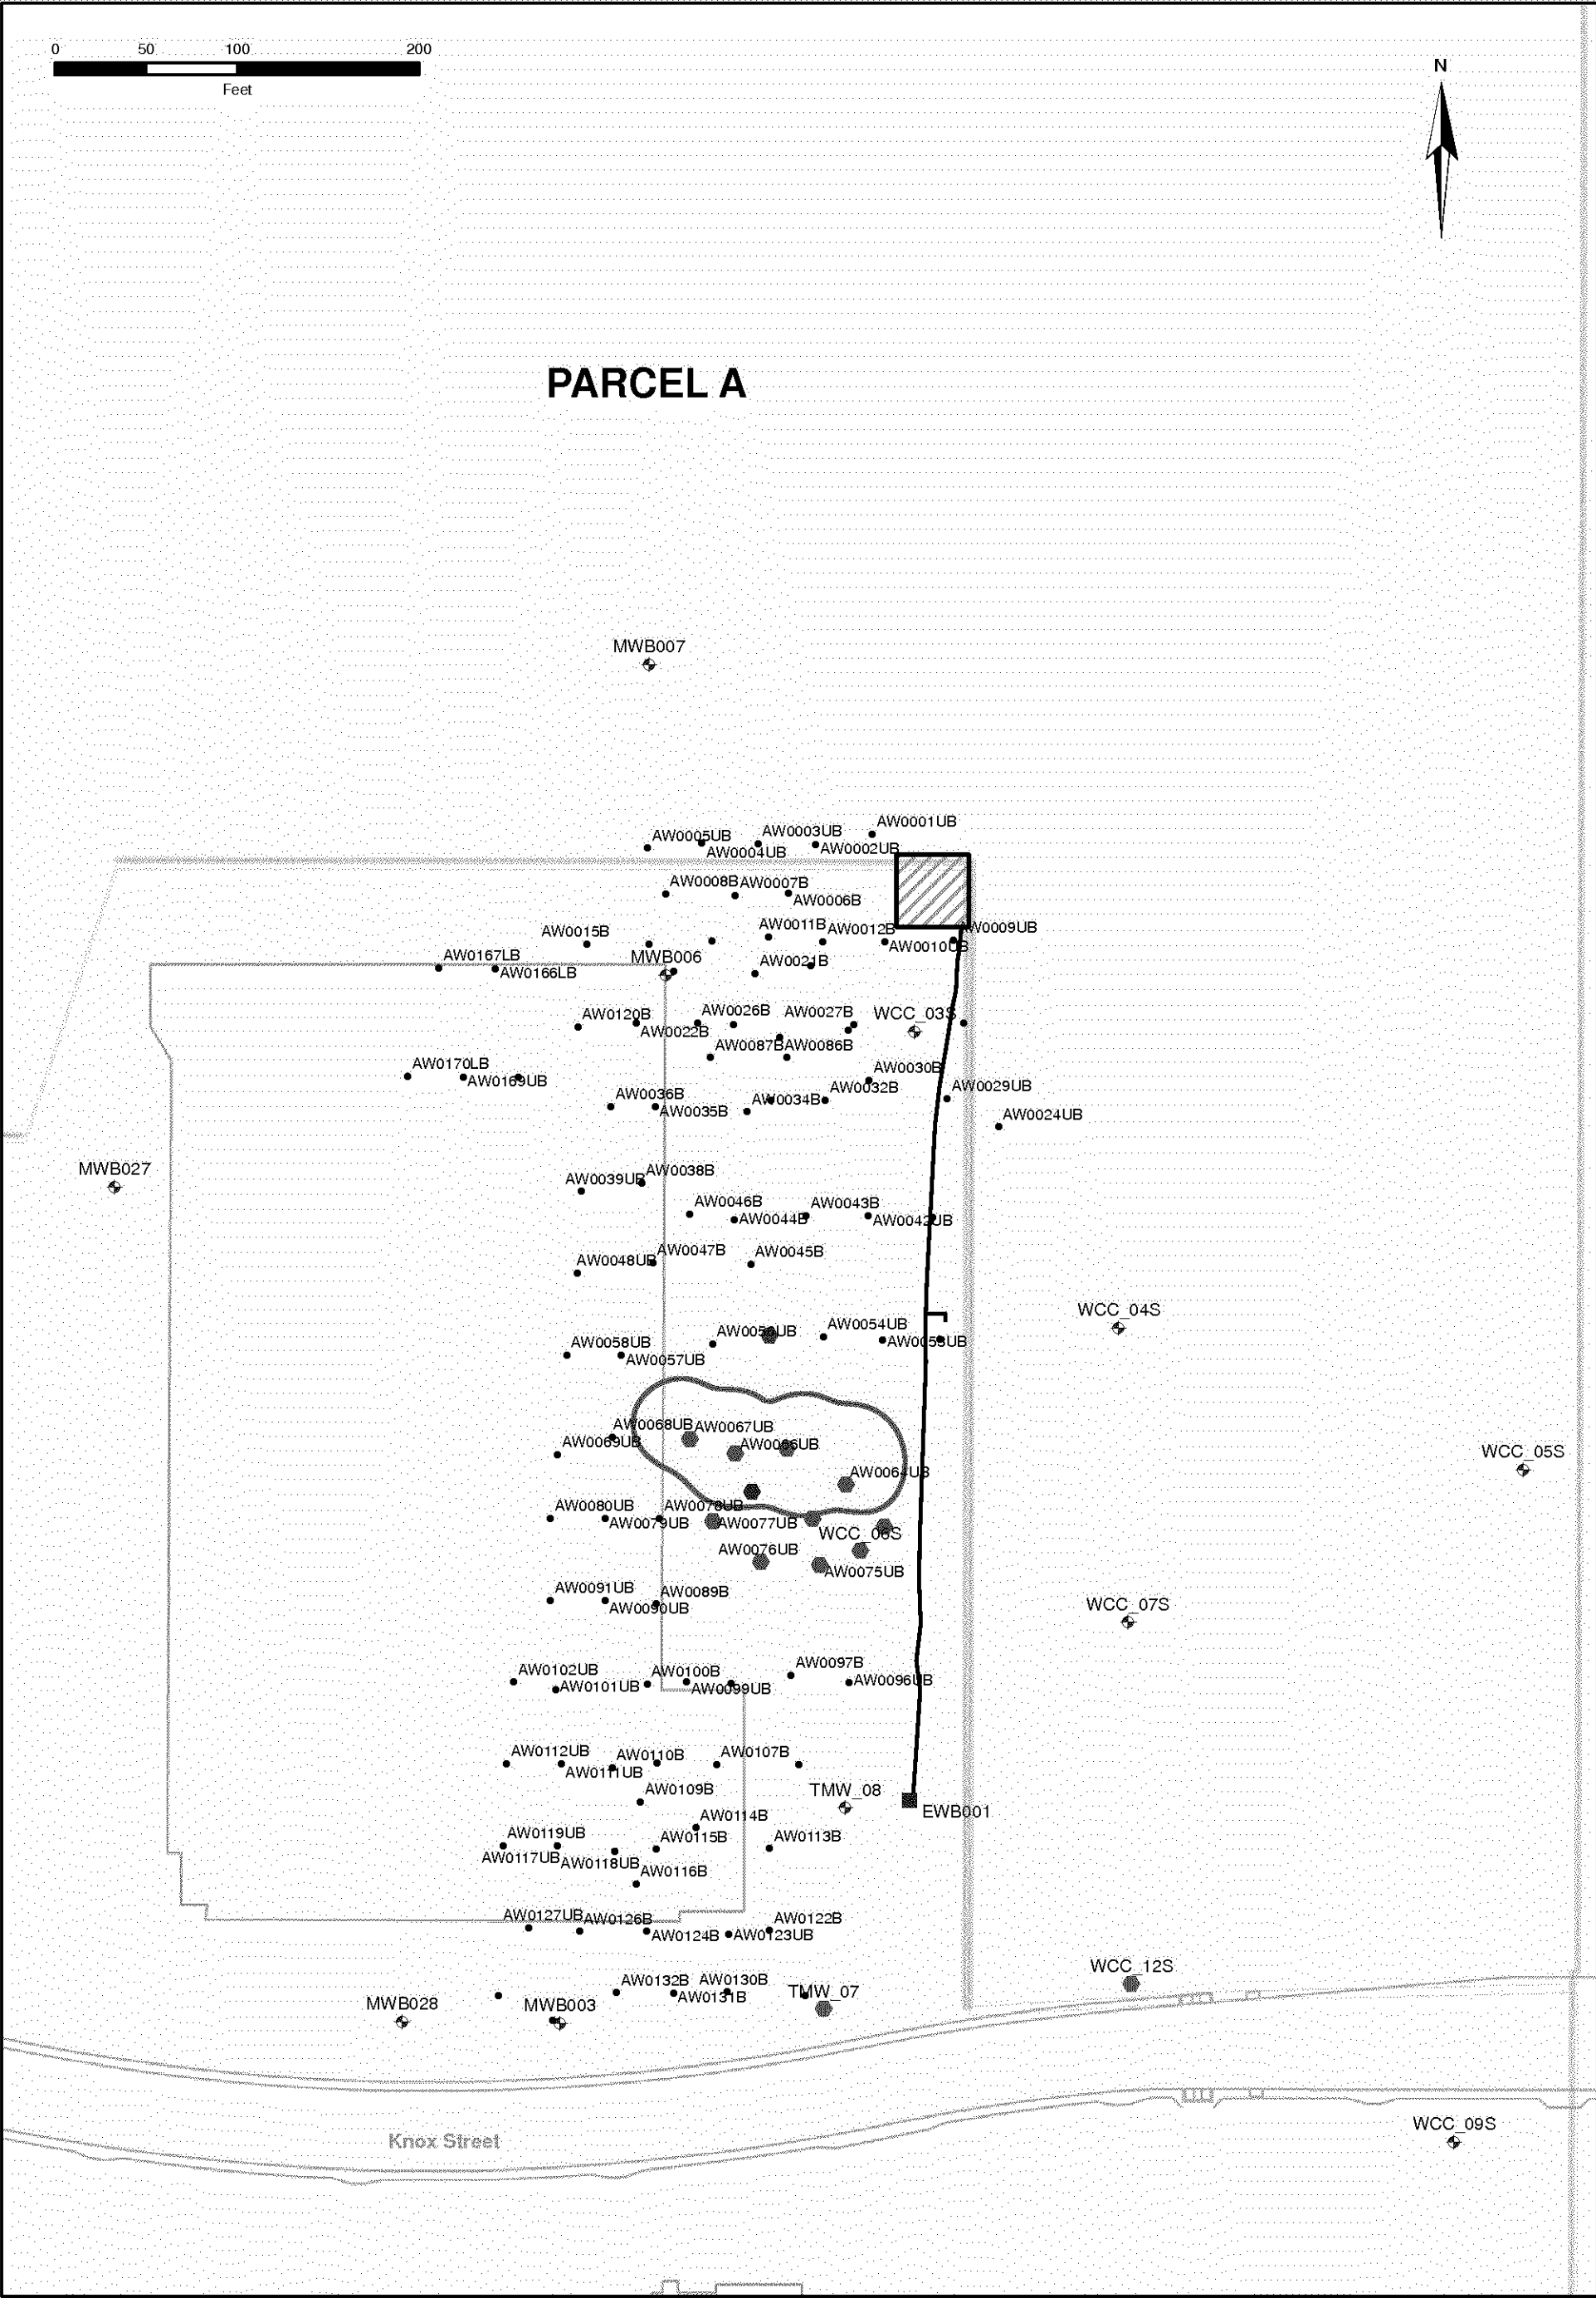 0 50 100 200
Feet
N
PARCEL A
MWB007
AW0001UB
AW0005UB AW0003UB
AW0004UB AW0002UB
AW0008B AW0007B
AW0006B
AW0015B AW0011B AW0012B AW0009UB
AW0010UB
AW0167LB MWB006 AW0021B
AW0166LB
AW0120B AW0026B AW0027B WCC_03S
AW0022B
AW0087B AW0086B
AW0170LB AW0030B
AW0169UB
AW0036B AW0034B AW0032B AW0029UB
AW0035B
AW0024UB
MWB027
AW0039UB AW0038B
AW0046B AW0043B
AW0044B AW0042UB
AW0048UB AW0047B AW0045B
WCC_04S
AW0058UB AW0056UB AW0054UB
AW0057UB AW0053UB
AW0068UB AW0067UB
AW0069UB AW0066UB
WCC_05S
AW0064UB
AW0080UB AW0078UB
AW0079UB AW0077UB WCC_06S
AW0076UB
AW0075UB
AW0091UB AW0089B
AW0090UB
WCC_07S
AW0102UB AW0100B AW0097B
AW0101UB AW0099UB AW0096UB
AW0112UB AW0110B AW0107B
AW0111UB
AW0109B TMW_08
EWB001
AW0114B
AW0119UB AW0115B AW0113B
AW0117UB AW0118UB
AW0116B
AW0127UB AW0126B AW0122B
AW0124B AW0123UB
WCC_12S
AW0132B AW0130B
AW0131B TMW_07
MWB028 MWB003
Knox Street
WCC_09S